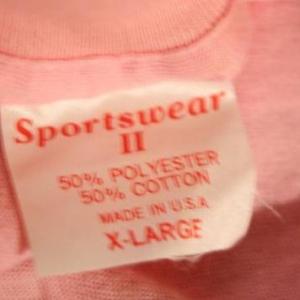 Sportswear
II
50% POLYESTER
50% COTTON
MADE IN U.S.A
X-LARGE